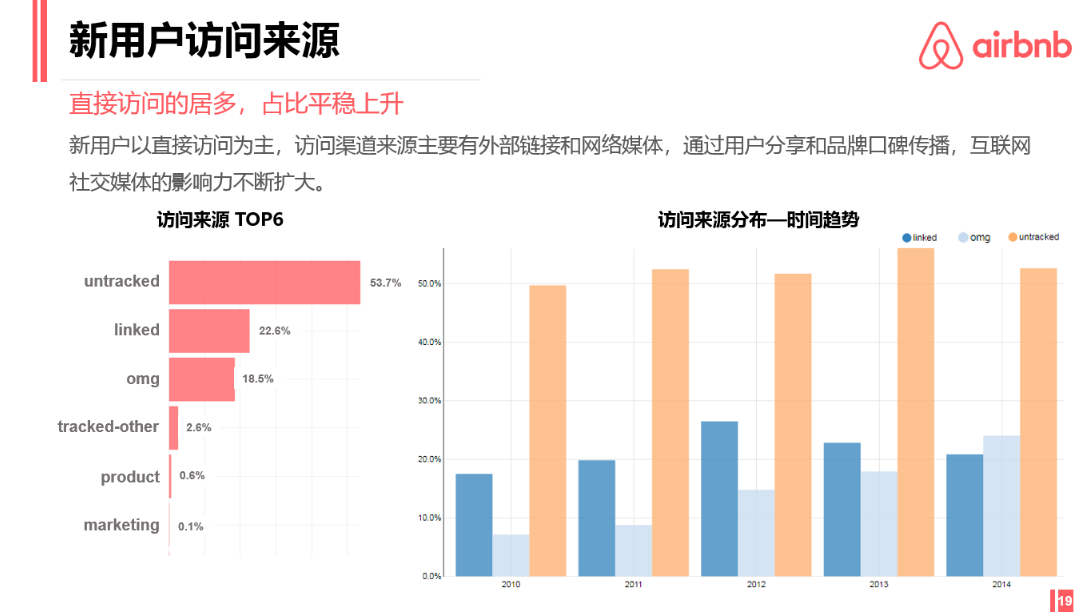 新用户访问来源
airbnb
直接访问的居多，占比平稳上升
新用户以直接访问为主，访问渠道来源主要有外部链接和网络媒体，通过用户分享和品牌口碑传播，互联网
社交媒体的影响力不断扩大。
访问来源 TOP6
untracked
53.7%
linked
22.6%
omg
18.5%
tracked-other
2.6%
product
0.6%
marketing
0.1%
访问来源分布—时间趋势
linked
omg
untracked
50.0%
40.0%
30.0%
20.0%
10.0%
0.0%
2010
2011
2012
2013
2014
19